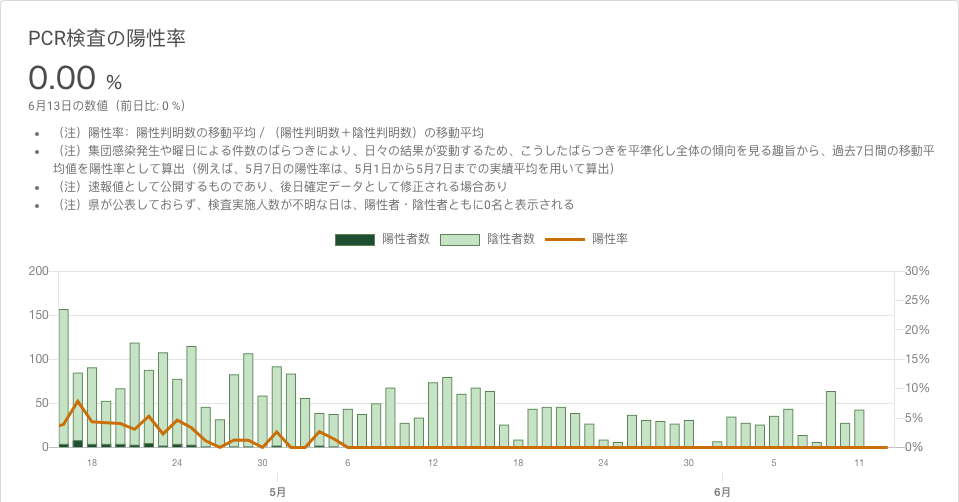 PCR検査の陽性率
0.00 %
6月13日の数値（前日比: 0 %）
• （注）陽性率：陽性判明数の移動平均 / （陽性判明数＋陰性判明数）の移動平均
• （注）集団感染発生や曜日による件数のばらつきにより、日々の結果が変動するため、こうしたばらつきを平準化し全体の傾向を見る趣旨から、過去7日間の移動平
均値を陽性率として算出（例えば、5月7日の陽性率は、5月1日から5月7日までの実績平均を用いて算出）
• （注）速報値として公開するものであり、後日確定データとして修正される場合あり
• （注）県が公表しておらず、検査実施人数が不明な日は、陽性者・陰性者ともに0名と表示される
陽性者数 陰性者数 陽性率
200 30%
25%
150
20%
100 15%
10%
50
5%
0 0%
18 24 30 6 12 18 24 30 5 11
5月 6月